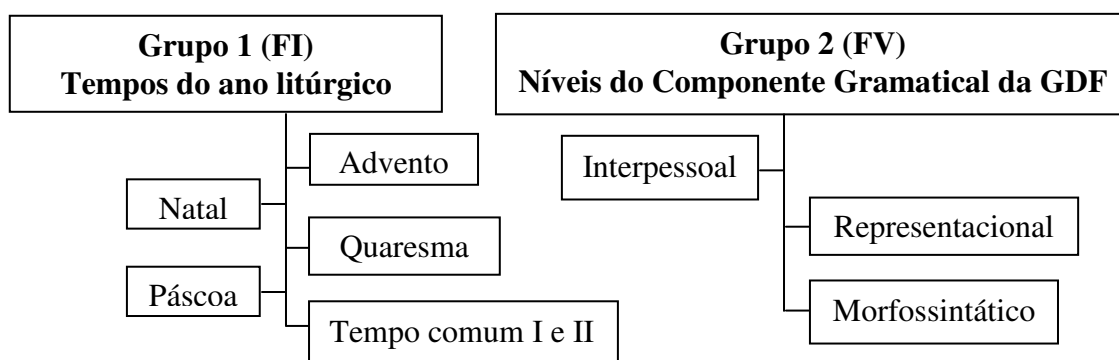 Grupo 1 (FI)
Tempos do ano litúrgico
Advento
Natal
Quaresma
Páscoa
Tempo comum I e II
Grupo 2 (FV)
Níveis do Componente Gramatical da GDF
Interpessoal
Representacional
Morfossintático